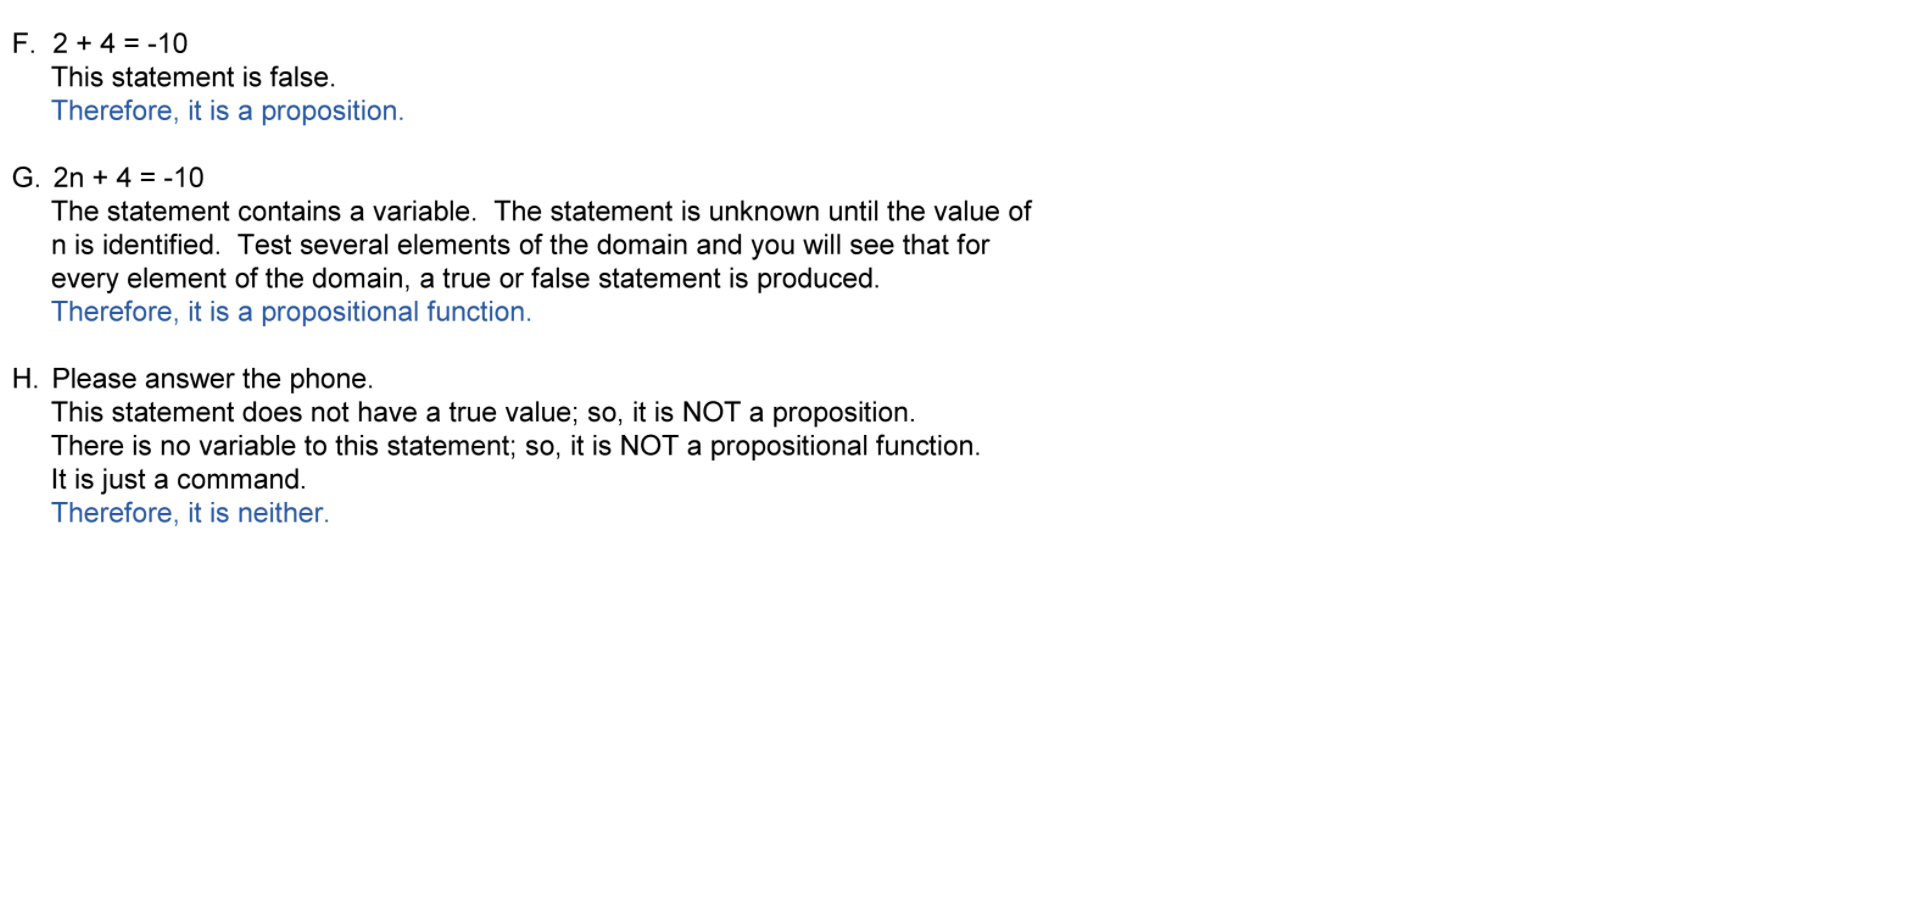 F. 2 + 4 = -10
This statement is false.
Therefore, it is a proposition.
G. 2n + 4 = -10
The statement contains a variable. The statement is unknown until the value of
n is identified. Test several elements of the domain and you will see that for
every element of the domain, a true or false statement is produced.
Therefore, it is a propositional function.
H. Please answer the phone.
This statement does not have a true value; so, it is NOT a proposition.
There is no variable to this statement; so, it is NOT a propositional function.
It is just a command.
Therefore, it is neither.